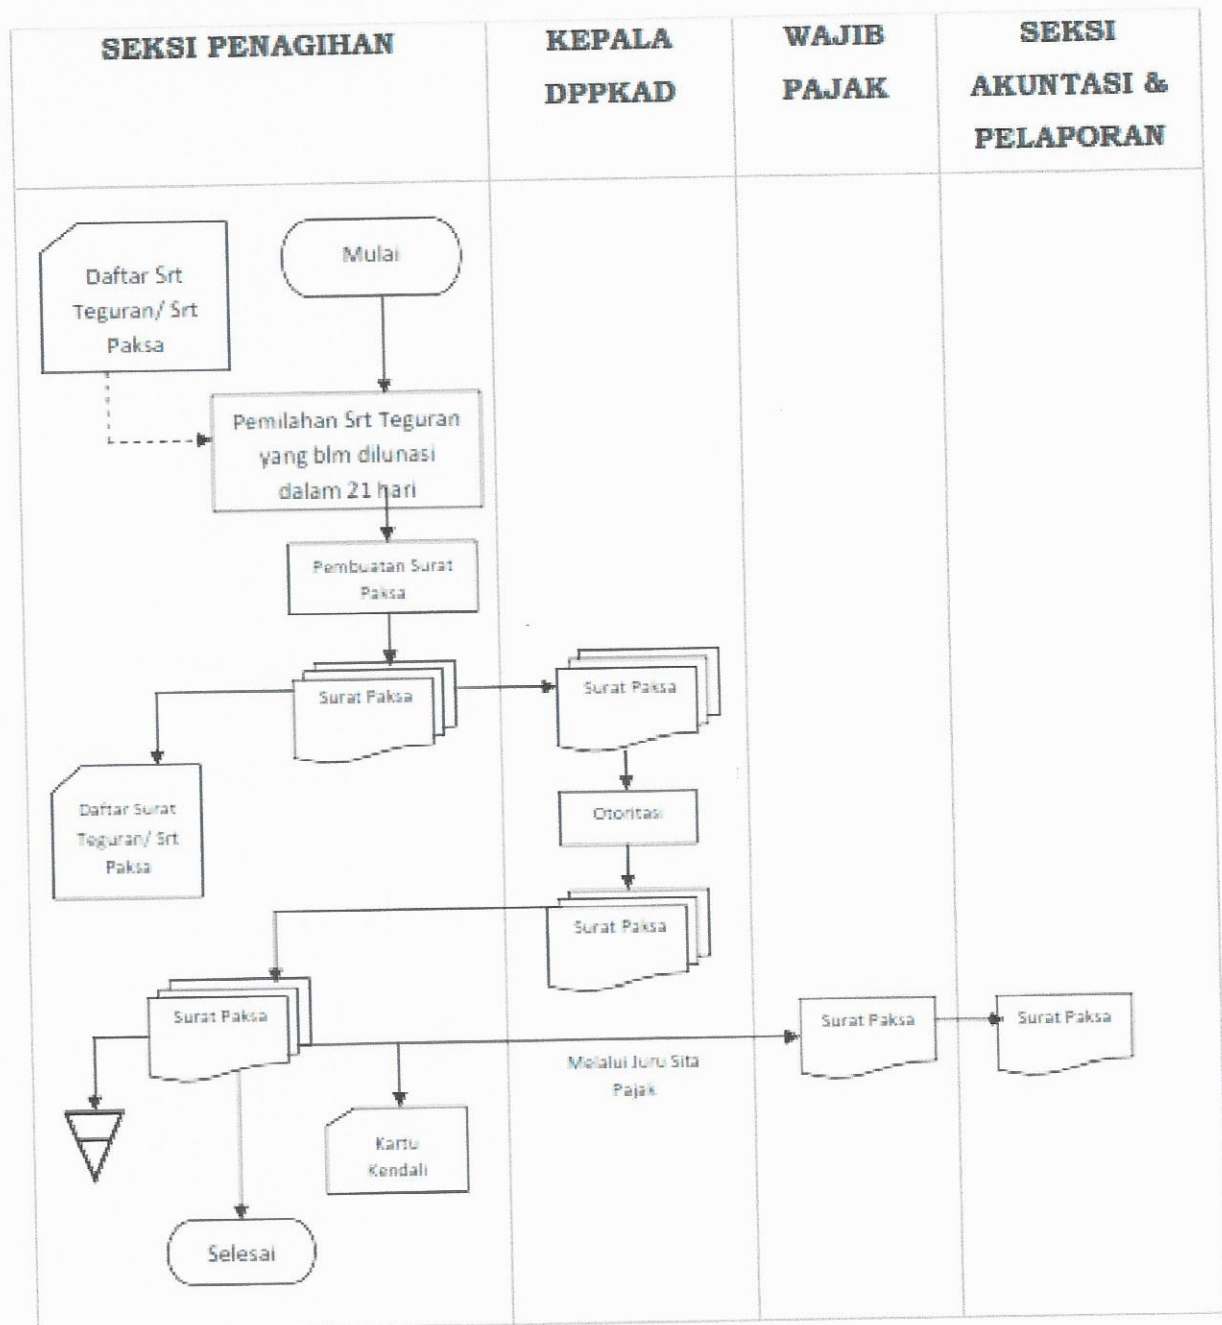 SEKSI PENAGIHAN
KEPALA
DPPKAD
WAJIB
PAJAK
SEKSI
AKUNTASI &
PELAPORAN
Daftar Srt
Teguran/ Srt
Paksa
Mulai
Pemilahan Srt Teguran
yang blm dilunasi
dalam 21 hari
Pembuatan Surat
Paksa
Surat Paksa
Surat Paksa
Daftar Surat
Teguran/ Srt
Paksa
Otoritasi
Surat Paksa
Surat Paksa
Surat Paksa
Surat Paksa
Melalui Juru Sita
Pajak
Kartu
Kendali
Selesai